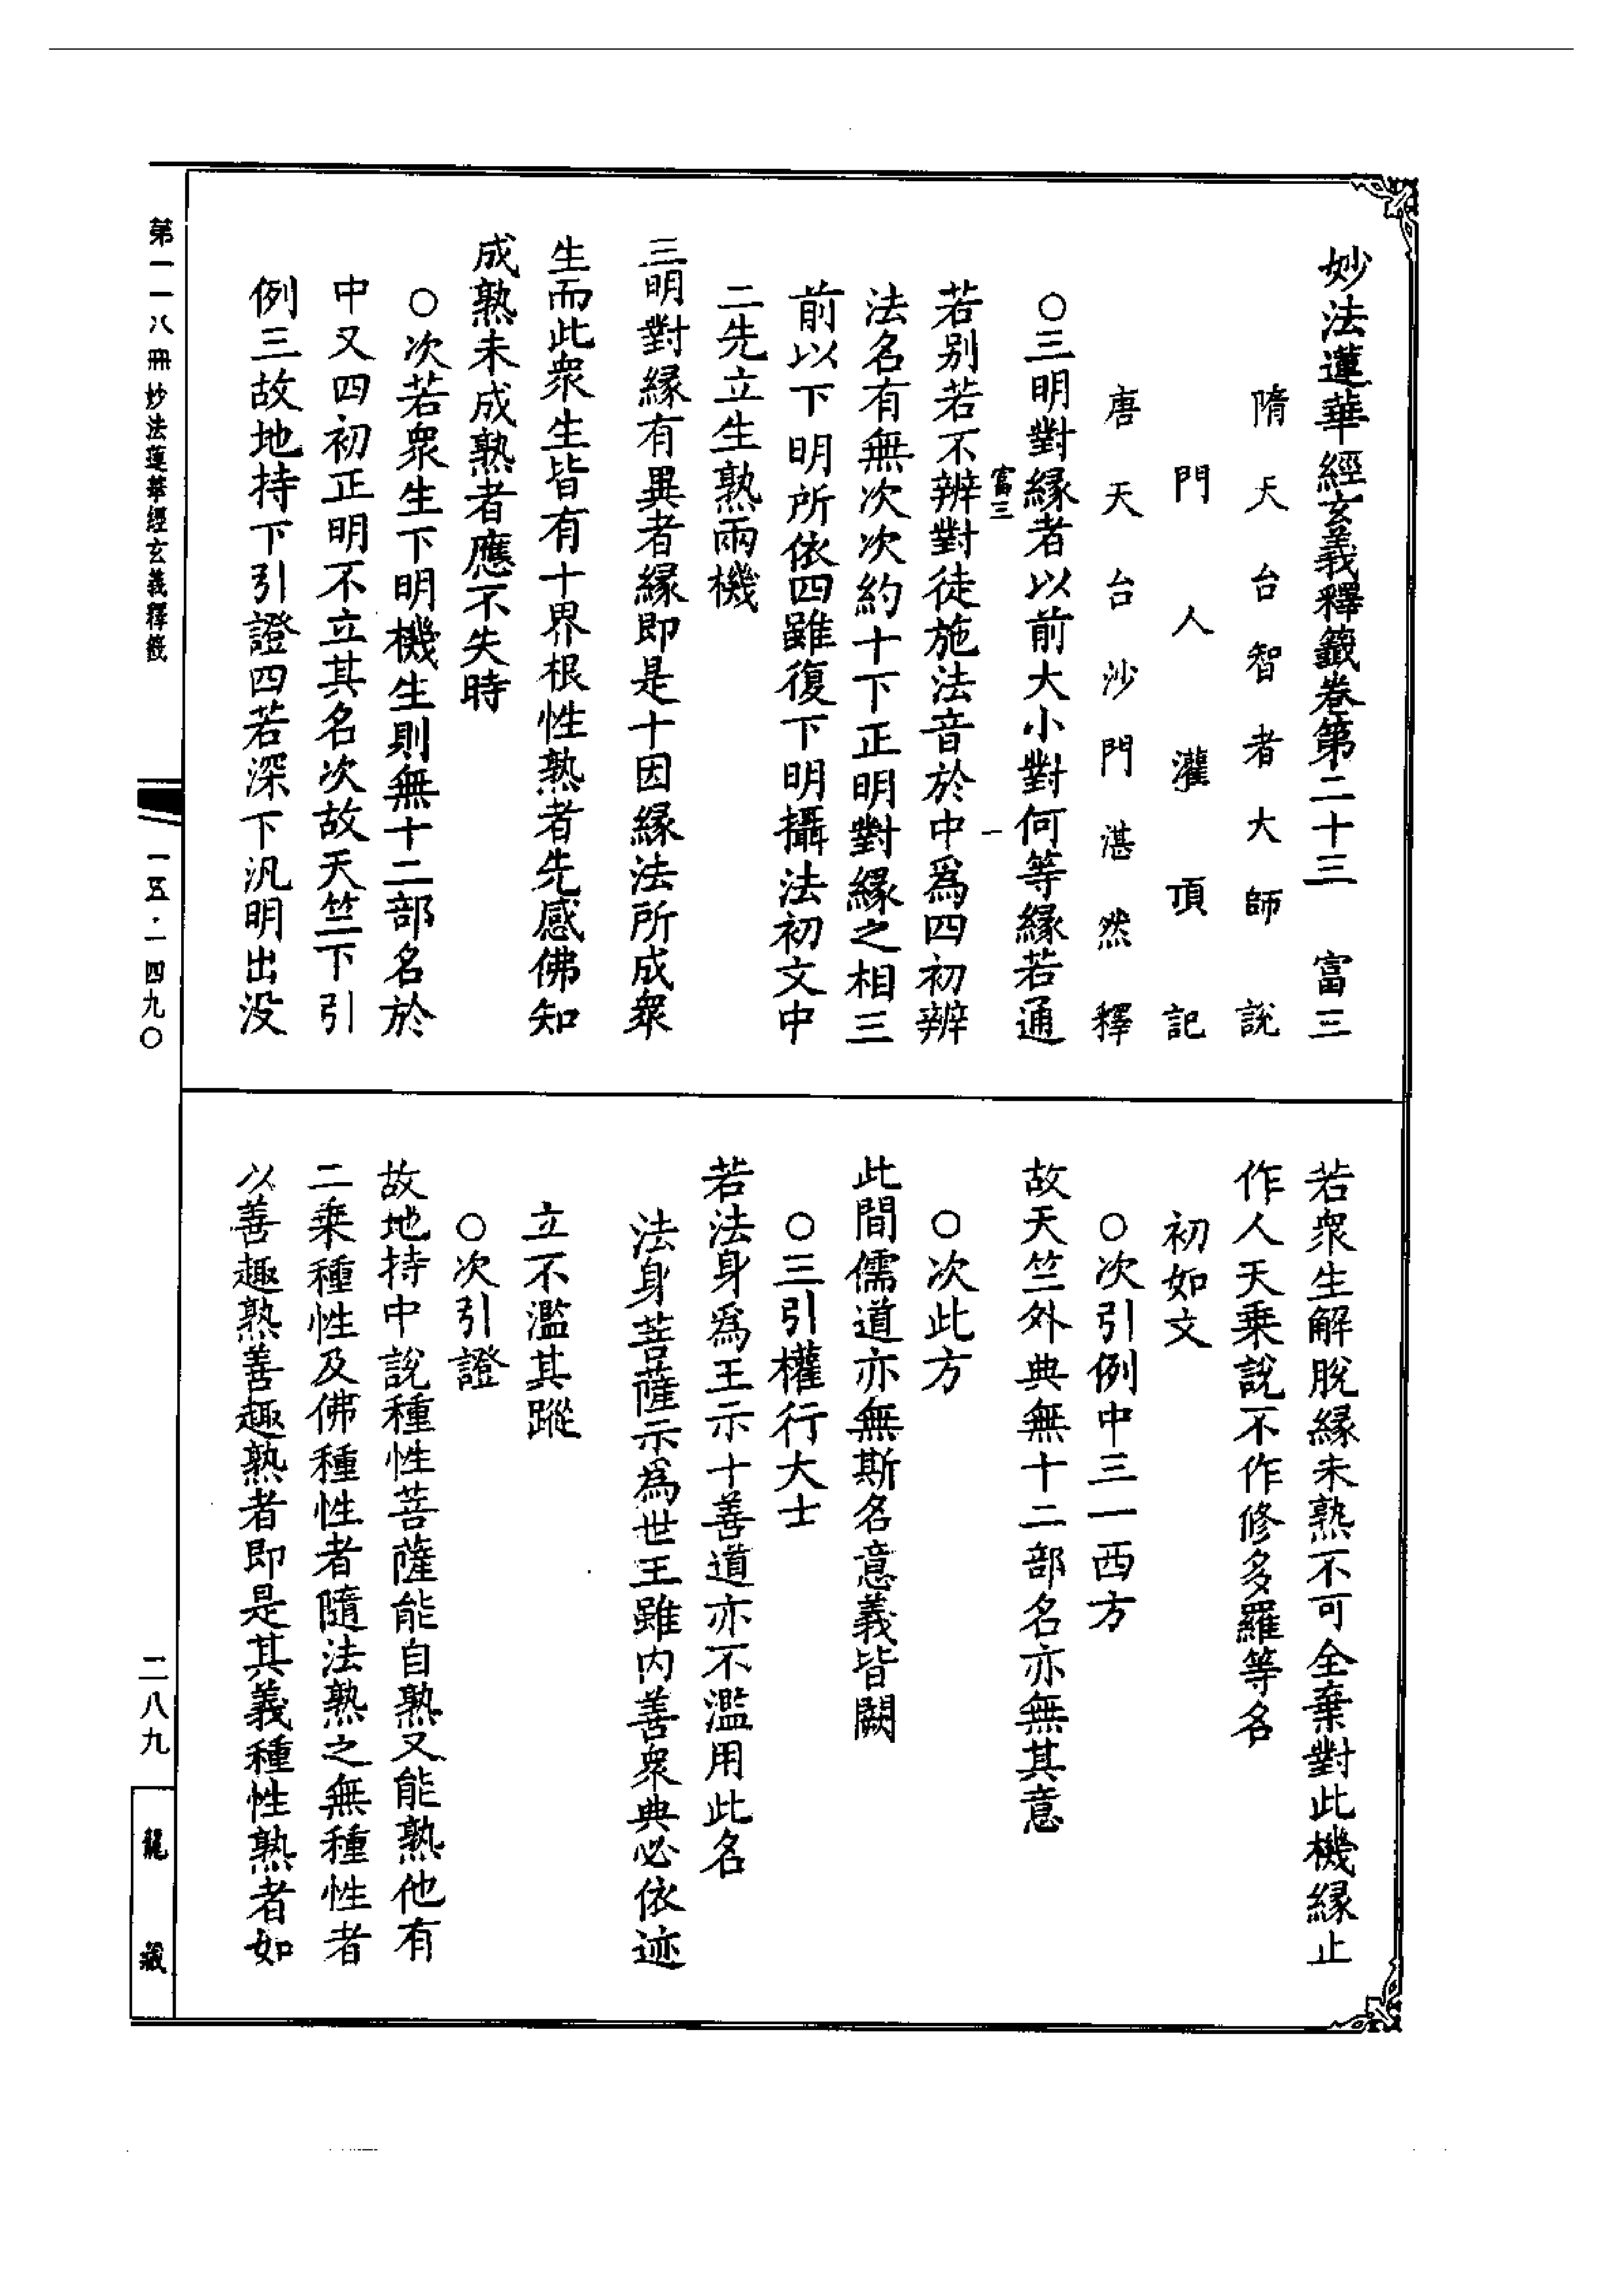 妙法蓮華經玄義釋籤卷第二十三　富三
隋天台智者大師說
門人灌頂記
唐天台沙門湛然釋
○三明對緣者以前大小對何等緣若通
富三　一
若別若不辨對徒施法音於中爲四初辨
法名有無次次約十下正明對緣之相三
前以下明所依四雖復下明攝法初文中
二先立生熟兩機
三明對緣有異者緣即是十因緣法所成衆
生而此衆生皆有十界根性熟者先感佛知
成熟未成熟者應不失時
○次若衆生下明機生則無十二部名於
中又四初正明不立其名次故天竺下引
例三故地持下引證四若深下汎明出沒
若衆生解脫緣未熟不可全棄對此機緣止
作人天乘說不作修多羅等名
初如文
○次引例中三一西方
故天竺外典無十二部名亦無其意
○次此方
此間儒道亦無斯名意義皆闕
○三引權行大士
若法身爲王示十善道亦不濫用此名
法身菩薩示爲世王雖內善衆典必依迹
立不濫其蹤
○次引證
故地持中說種性菩薩能自熟又能熟他有
二乘種性及佛種性者隨法熟之無種性者
以善趣熟善趣熟者即是其義種性熟者如
第一一八冊　妙法蓮華經玄義釋籤
一五·一四九〇
二八九
龍藏